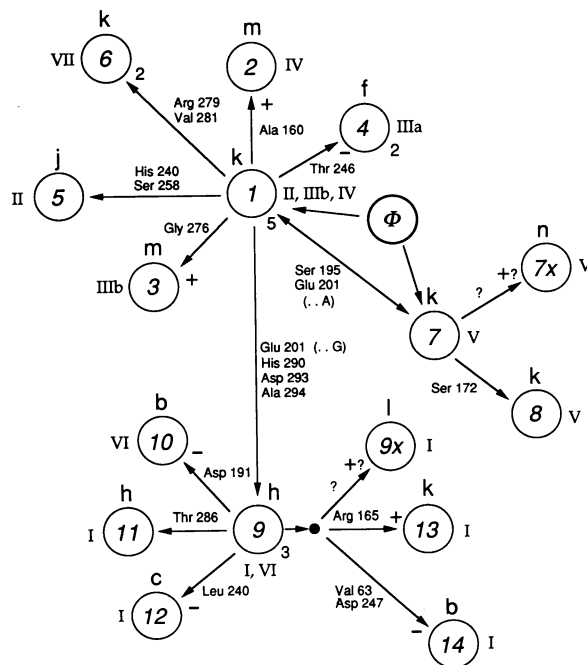 k
m
VII 6 2
2 IV
+
Arg 279
Val 281
Ala 160
f
4 IIIa
− 2
Thr 246
j
II 5
His 240
Ser 258
k
1 II, IIIb, IV
5
Φ
Gly 276
m
IIIb 3 +
Ser 195
Glu 201
(. . A)
n
7x V
+?
?
k
7 V
Ser 172
k
8 V
Glu 201 (. . G)
His 290
Asp 293
Ala 294
b
VI 10 −
Asp 191
l
9x I
+?
?
h
I 11
Thr 286
h
9 3
I, VI
Arg 165
k
+ 13 I
c
I 12 −
Leu 240
Val 63
Asp 247
b
− 14 I